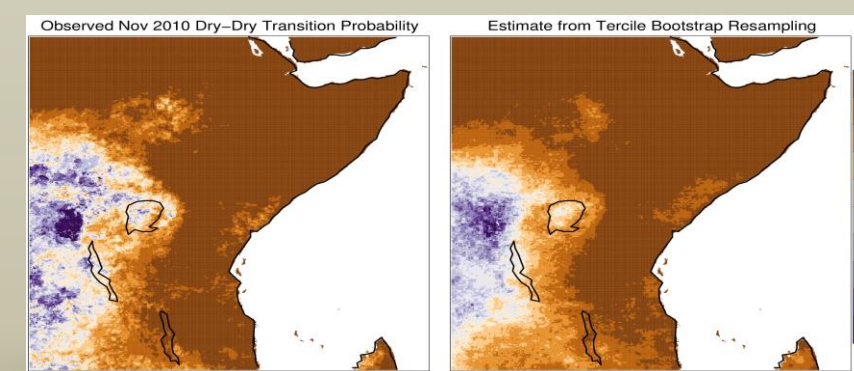 Observed Nov 2010 Dry−Dry Transition Probability
Estimate from Tercile Bootstrap Resampling